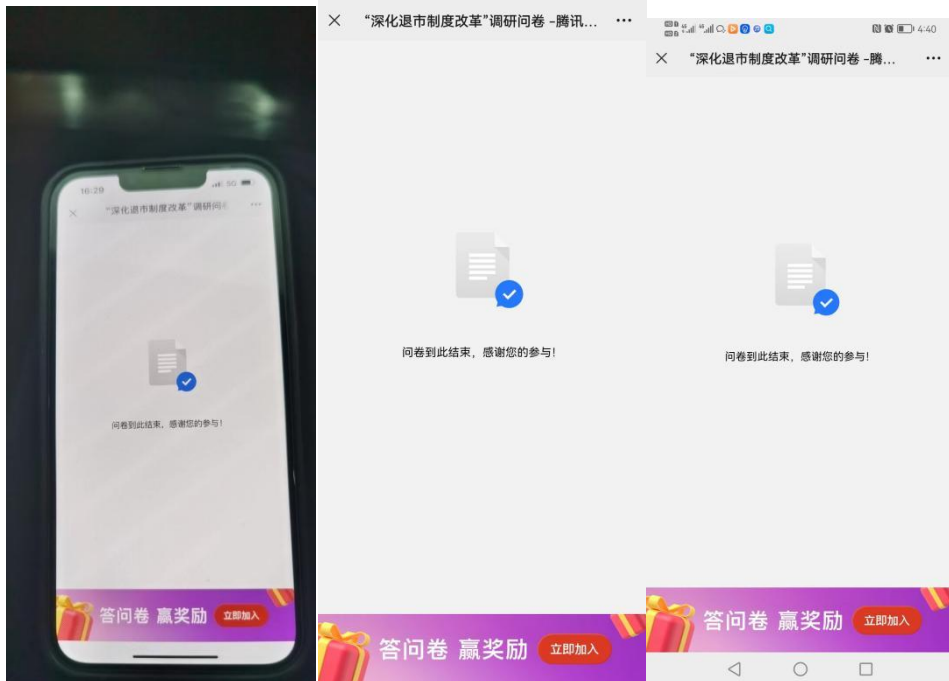 16:29
5G
“深化退市制度改革”调研问
问卷到此结束，感谢您的参与！
答问卷 赢奖励
立即加入
“深化退市制度改革”调研问卷 –腾讯...
问卷到此结束，感谢您的参与！
答问卷 赢奖励
立即加入
4:40
“深化退市制度改革”调研问卷 –腾...
问卷到此结束，感谢您的参与！
答问卷 赢奖励
立即加入